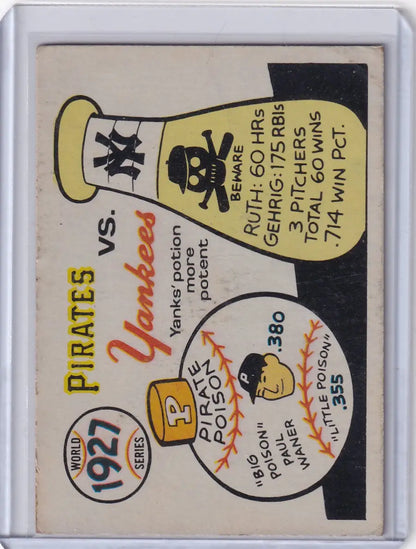 WORLD
1927
SERIES
PIRATES
vs.
Yankees
Yanks' potion
more
potent
NY
BEWARE
RUTH: 60 HRs
GEHRIG: 175 RBIs
3 PITCHERS
TOTAL 60 WINS
.714 WIN PCT.
P
PIRATE
POISON
P
.380
"BIG
POISON"
PAUL
WANER
"LITTLE POISON"
.355